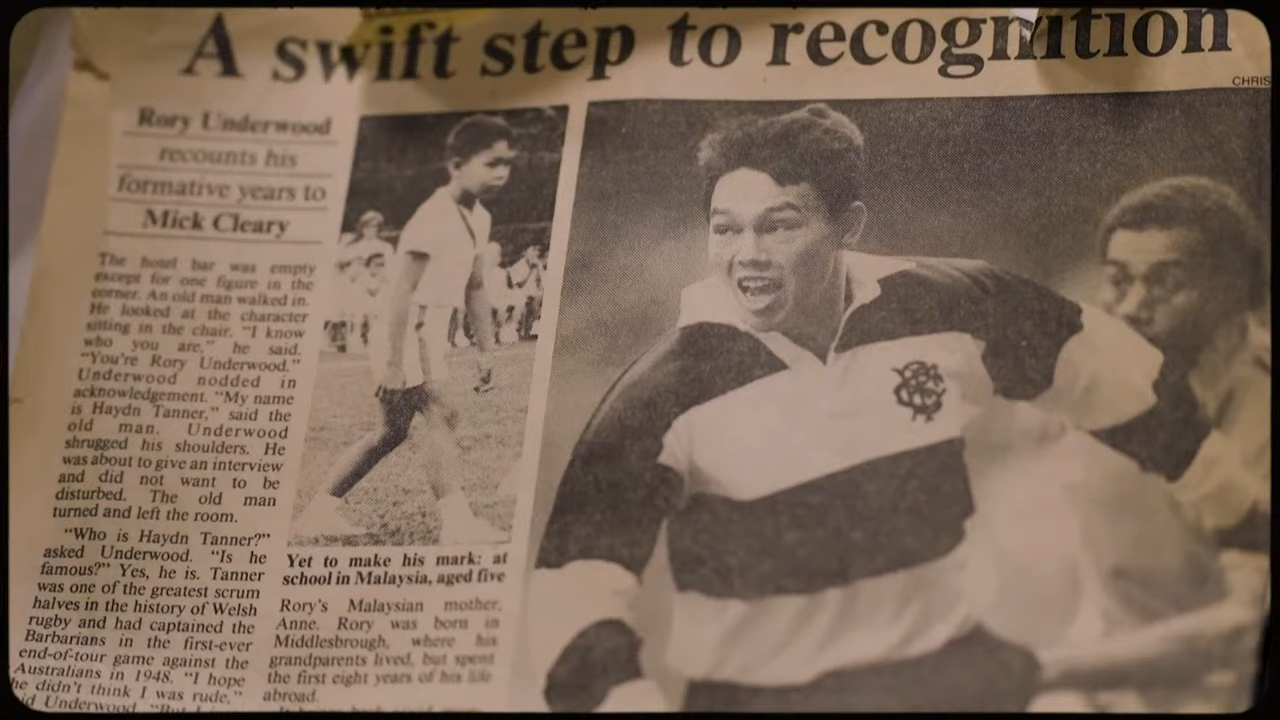 A swift step to recognition
CHRIS
Rory Underwood
recounts his
formative years to
Mick Cleary
The hotel bar was empty
except for one figure in the
corner. An old man walked in.
He looked at the character
sitting in the chair. "I know
who you are," he said.
"You're Rory Underwood."
Underwood nodded in
acknowledgement. "My name
is Haydn Tanner," said the
old man. Underwood
shrugged his shoulders. He
was about to give an interview
and did not want to be
disturbed. The old man
turned and left the room.
"Who is Haydn Tanner?"
asked Underwood. "Is he
famous?" Yes, he is. Tanner
was one of the greatest scrum
halves in the history of Welsh
rugby and had captained the
Barbarians in the first-ever
end-of-tour game against the
Australians in 1948. "I hope
he didn't think I was rude,"
Underwood. "But
Yet to make his mark: at
school in Malaysia, aged five
Rory's Malaysian mother,
Anne. Rory was born in
Middlesbrough, where his
grandparents lived, but spent
the first eight years of his life
abroad.